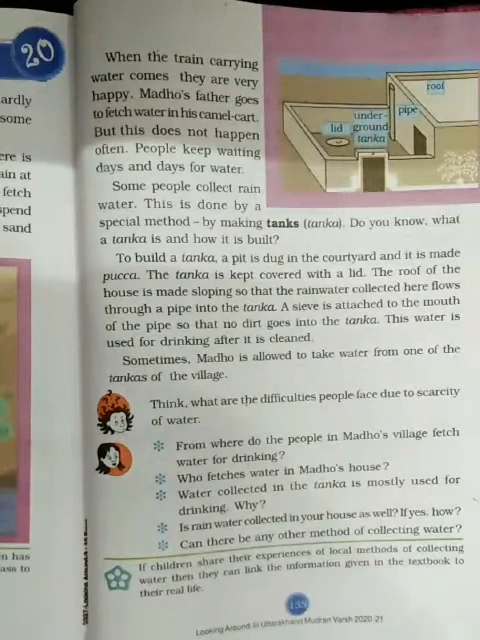 20
ardly
some
ere is
ain at
fetch
spend
sand
n has
ass to
When the train carrying
water comes they are very
happy. Madho's father goes
to fetch water in his camel-cart.
But this does not happen
often. People keep waiting
days and days for water.
Some people collect rain
water. This is done by a
special method – by making tanks (tanka). Do you know, what
a tanka is and how it is built?
roof
pipe
under-
lid ground
tanka
To build a tanka, a pit is dug in the courtyard and it is made
pucca. The tanka is kept covered with a lid. The roof of the
house is made sloping so that the rainwater collected here flows
through a pipe into the tanka. A sieve is attached to the mouth
of the pipe so that no dirt goes into the tanka. This water is
used for drinking after it is cleaned.
Sometimes, Madho is allowed to take water from one of the
tankas of the village.
Think, what are the difficulties people face due to scarcity
of water.
From where do the people in Madho's village fetch
water for drinking?
Who fetches water in Madho's house?
Water collected in the tanka is mostly used for
drinking. Why?
Is rain water collected in your house as well? If yes, how?
Can there be any other method of collecting water?
If children share their experiences of local methods of collecting
water then they can link the information given in the textbook to
their real life.
135
Looking Around III Uttarakhand Mudran Varsh 2020-21